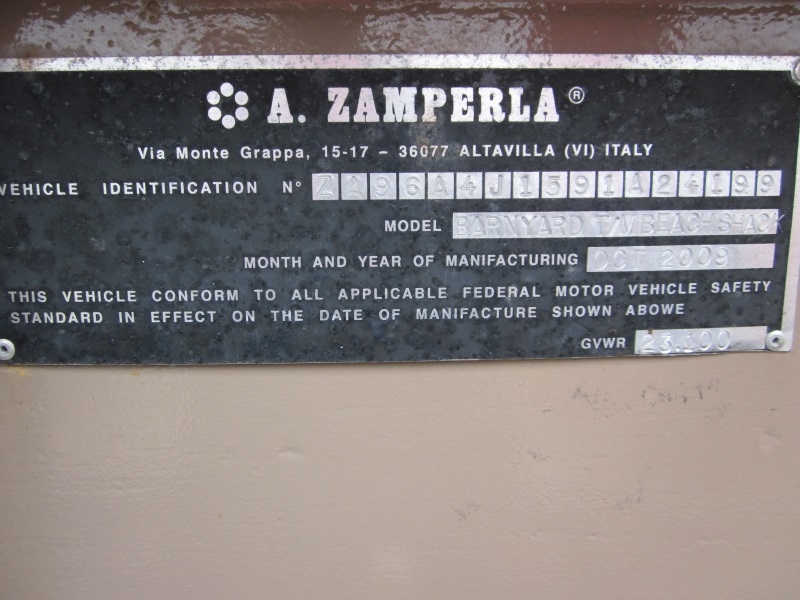 A. ZAMPERLA®
Via Monte Grappa, 15-17 – 36077 ALTAVILLA (VI) ITALY
VEHICLE IDENTIFICATION N° ZA96A4J1591A24199
MODEL BARNYARD T/M BEACH SHACK
MONTH AND YEAR OF MANIFACTURING OCT 2009
THIS VEHICLE CONFORM TO ALL APPLICABLE FEDERAL MOTOR VEHICLE SAFETY
STANDARD IN EFFECT ON THE DATE OF MANIFACTURE SHOWN ABOWE
GVWR 23.100